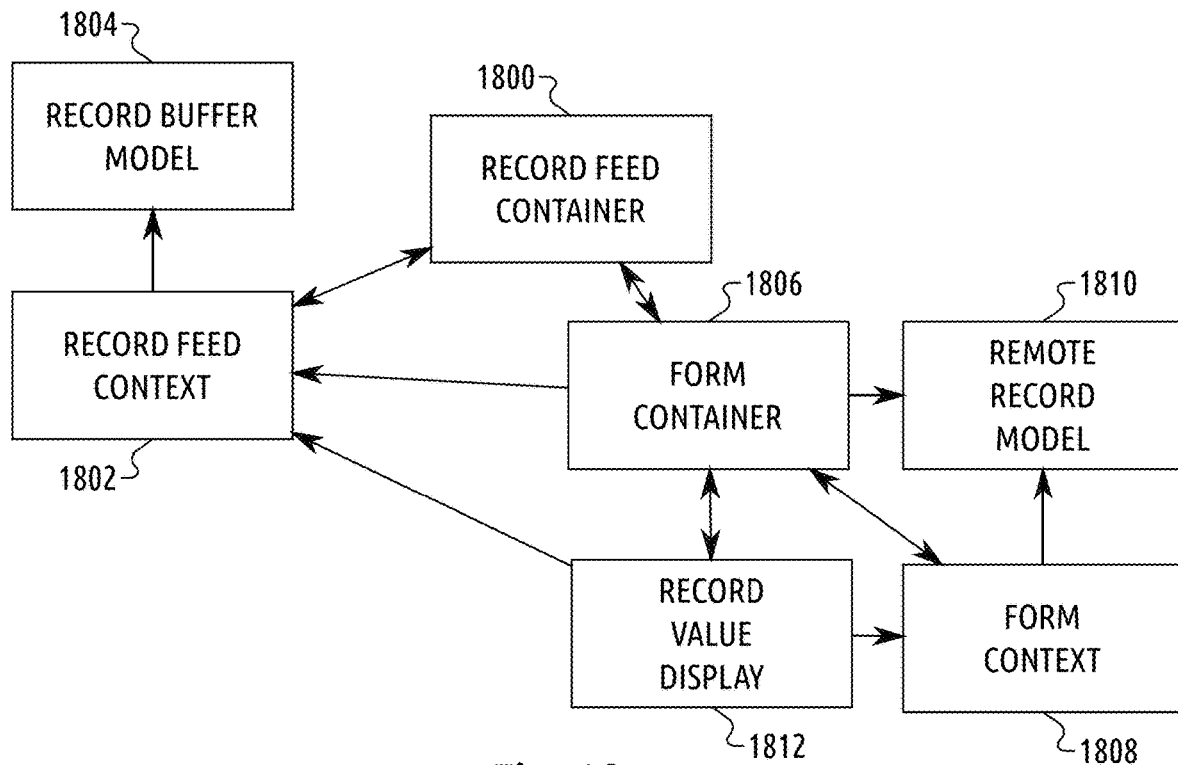 1804
RECORD BUFFER
MODEL
1800
RECORD FEED
CONTAINER
RECORD FEED
CONTEXT
1802
1806
FORM
CONTAINER
1810
REMOTE
RECORD
MODEL
RECORD
VALUE
DISPLAY
1812
FORM
CONTEXT
1808